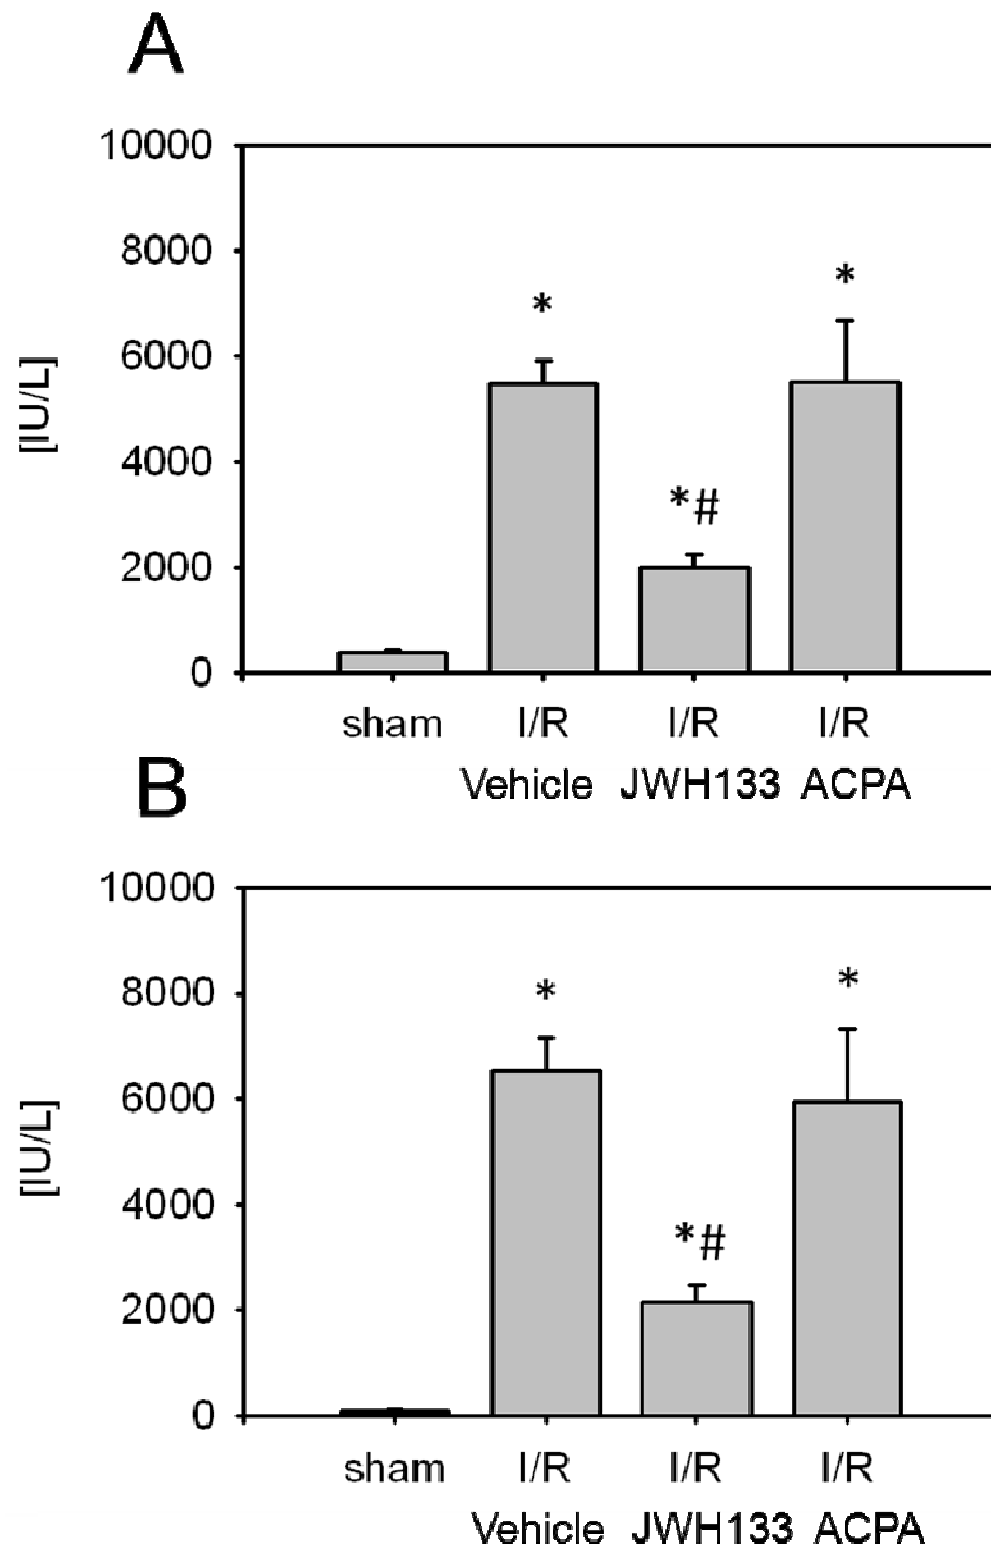 A
10000
8000
6000
4000
2000
0
[IU/L]
*
*#
*
sham I/R I/R I/R
Vehicle JWH133 ACPA
B
10000
8000
6000
4000
2000
0
[IU/L]
*
*#
*
sham I/R I/R I/R
Vehicle JWH133 ACPA